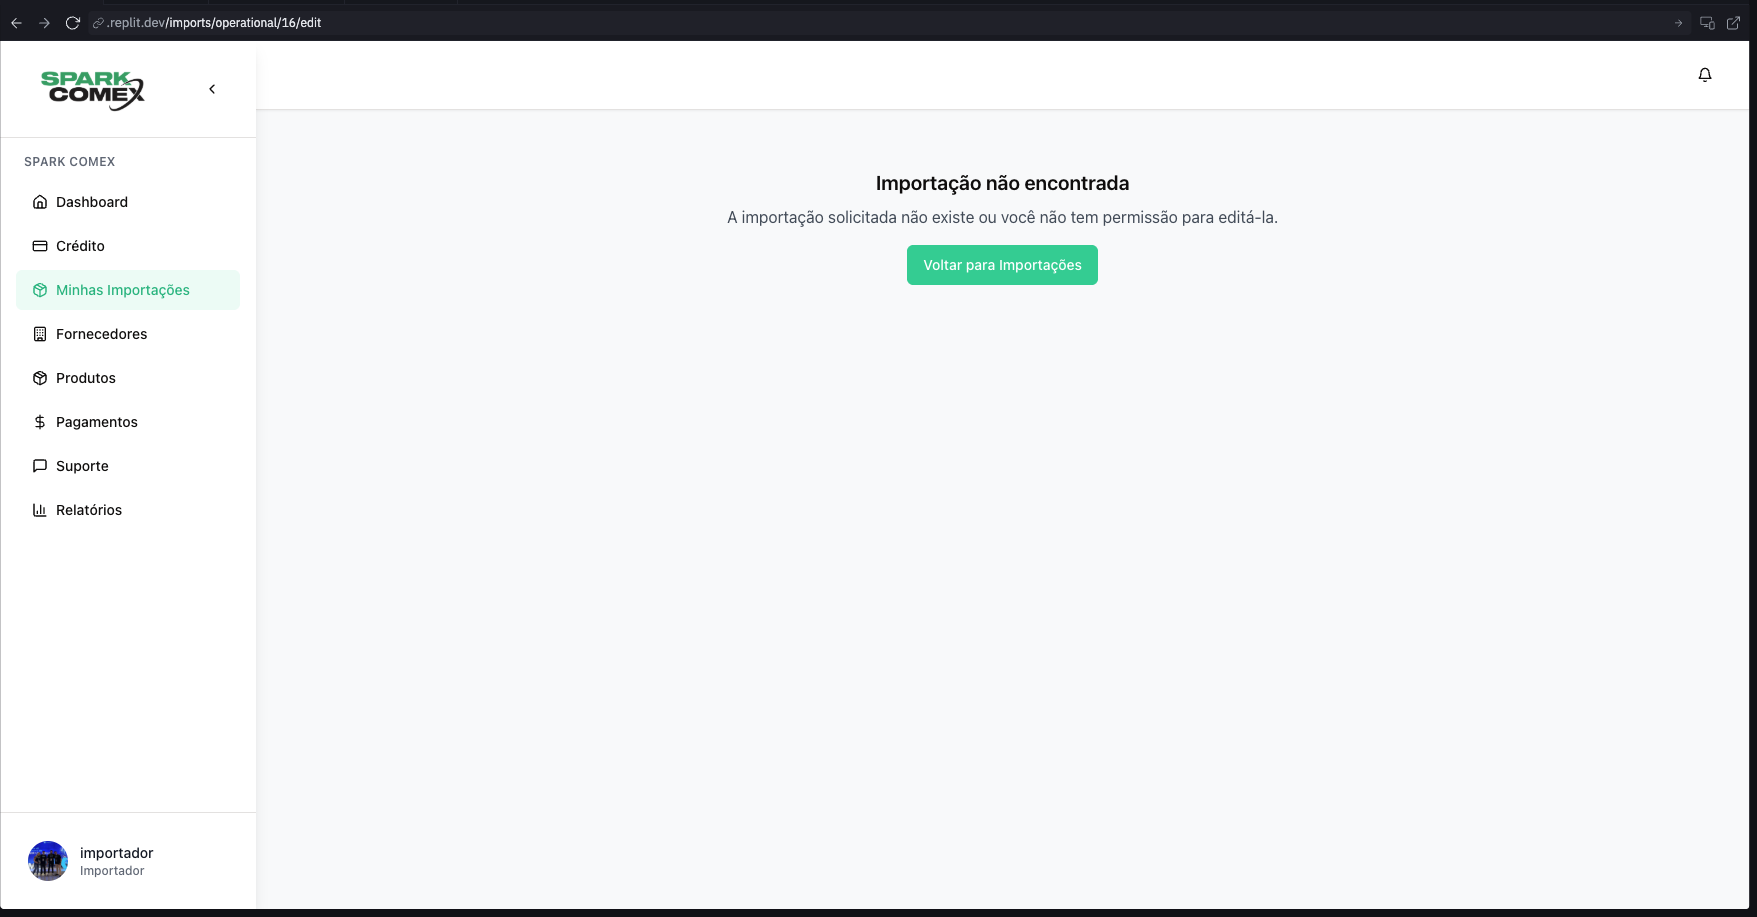 .replit.dev/imports/operational/16/edit
SPARK
COMEX
SPARK COMEX
Dashboard
Crédito
Minhas Importações
Fornecedores
Produtos
Pagamentos
Suporte
Relatórios
importador
Importador
Importação não encontrada
A importação solicitada não existe ou você não tem permissão para editá-la.
Voltar para Importações